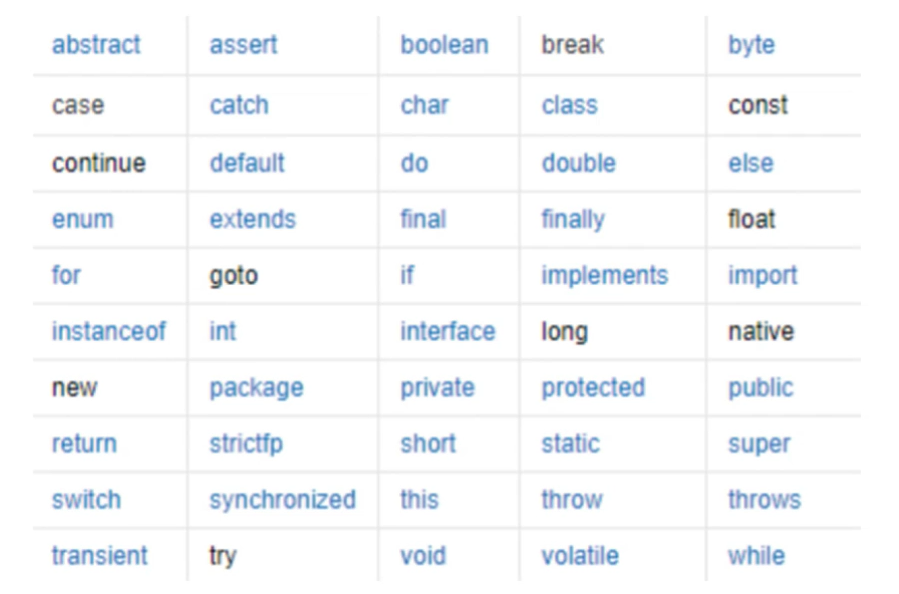 abstract assert boolean break byte
case catch char class const
continue default do double else
enum extends final finally float
for goto if implements import
instanceof int interface long native
new package private protected public
return strictfp short static super
switch synchronized this throw throws
transient try void volatile while